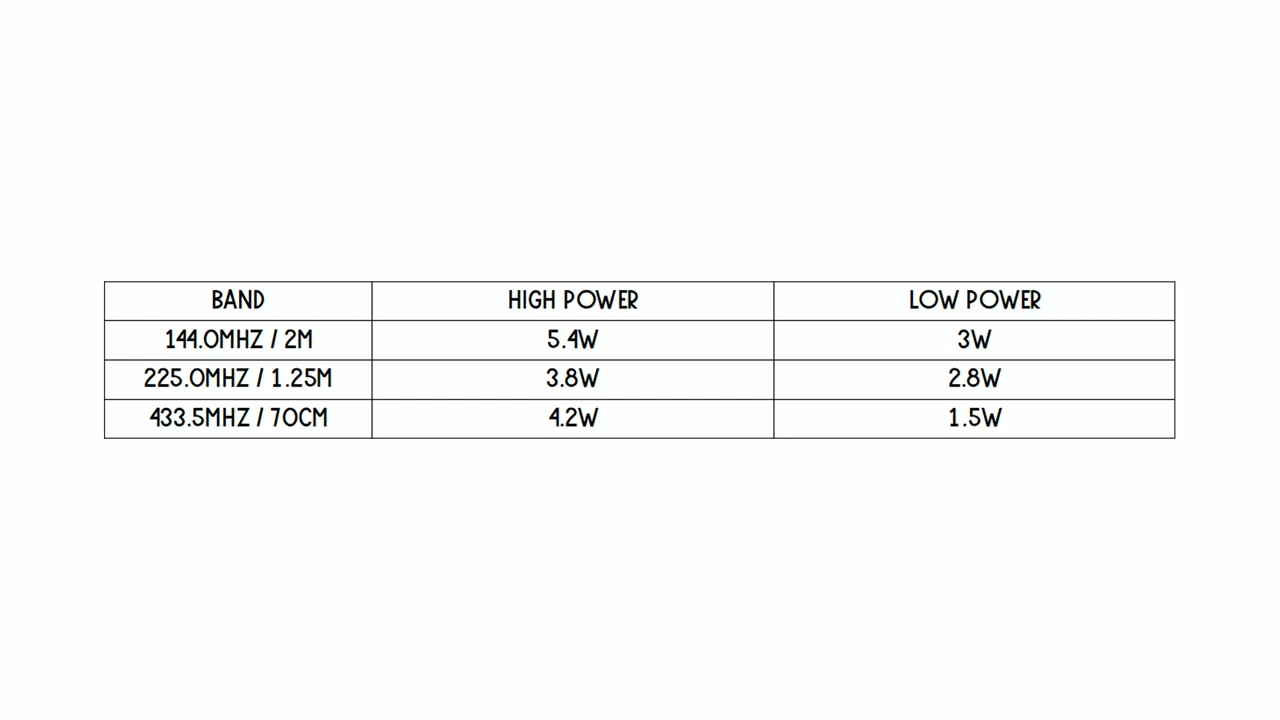 BAND HIGH POWER LOW POWER
144.0MHZ / 2M 5.4W 3W
225.0MHZ / 1.25M 3.8W 2.8W
433.5MHZ / 70CM 4.2W 1.5W